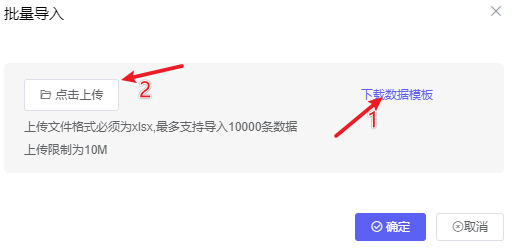 批量导入
点击上传
2
下载数据模板
1
上传文件格式必须为xlsx,最多支持导入10000条数据
上传限制为10M
确定
取消